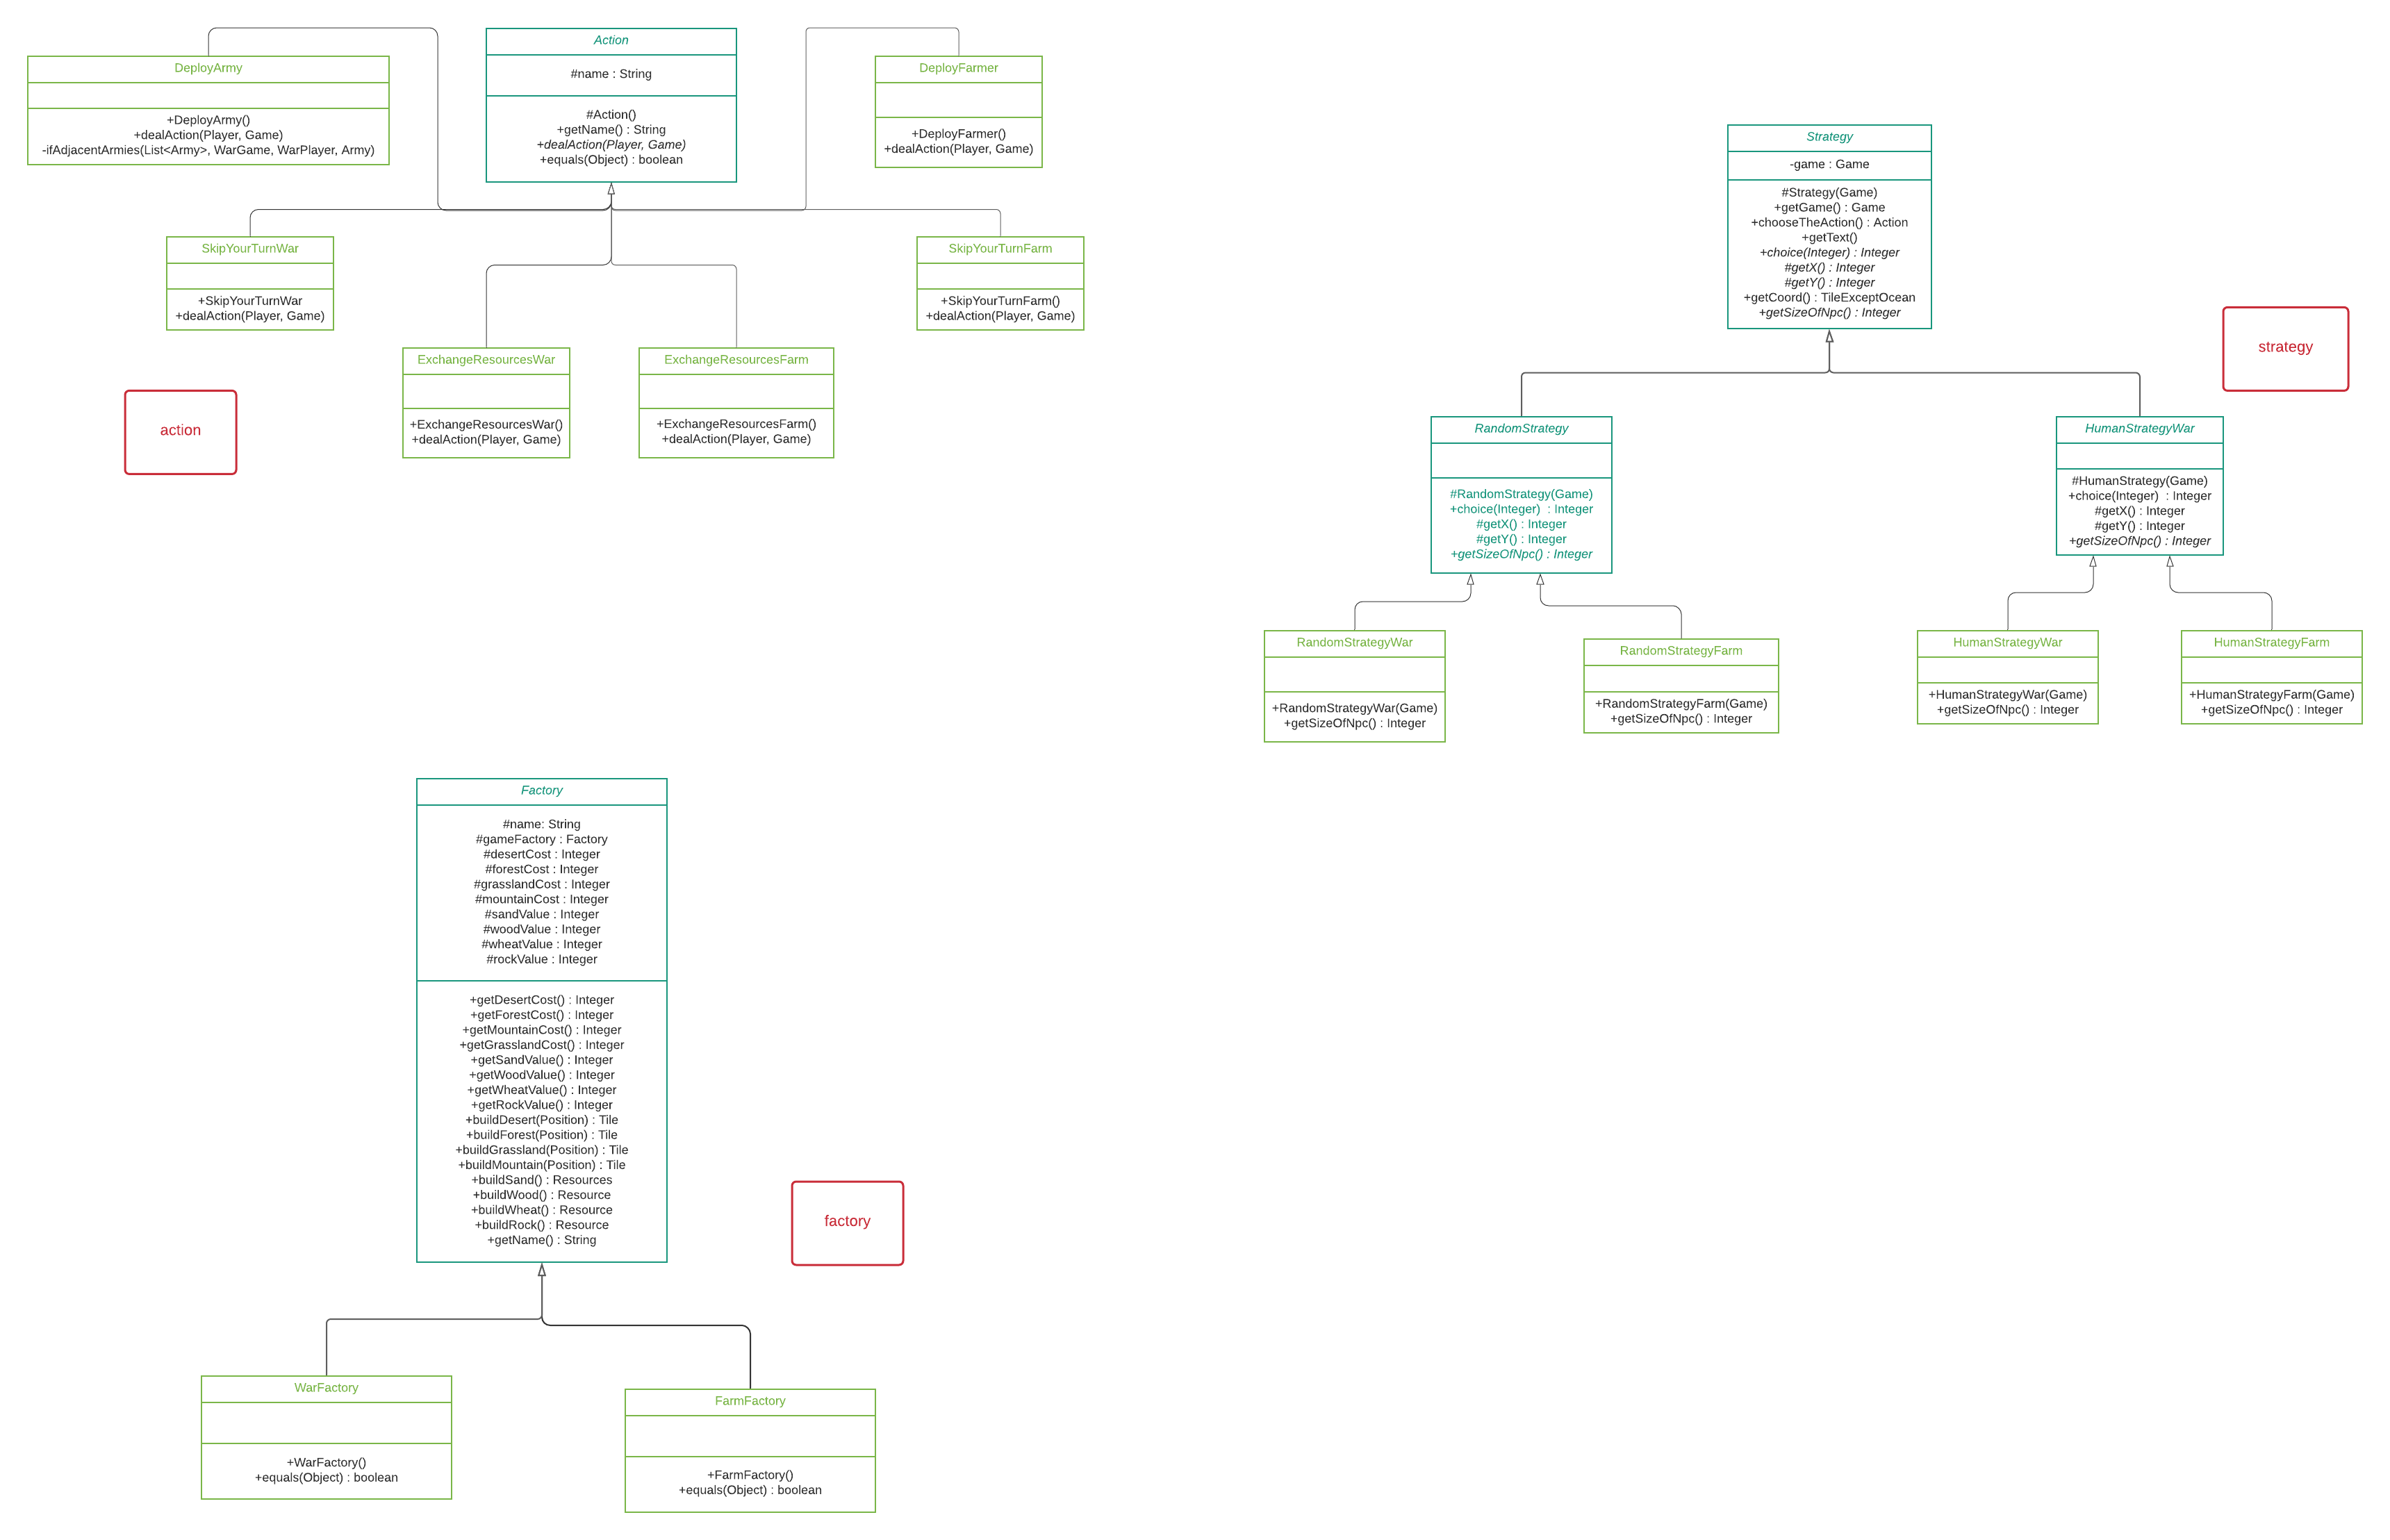 Action
#name : String
#Action()
+getName() : String
+dealAction(Player, Game)
+equals(Object) : boolean
DeployArmy
+DeployArmy()
+dealAction(Player, Game)
-ifAdjacentArmies(List<Army>, WarGame, WarPlayer, Army)
DeployFarmer
+DeployFarmer()
+dealAction(Player, Game)
SkipYourTurnWar
+SkipYourTurnWar
+dealAction(Player, Game)
SkipYourTurnFarm
+SkipYourTurnFarm()
+dealAction(Player, Game)
ExchangeResourcesWar
+ExchangeResourcesWar()
+dealAction(Player, Game)
ExchangeResourcesFarm
+ExchangeResourcesFarm()
+dealAction(Player, Game)
action
Strategy
-game : Game
#Strategy(Game)
+getGame() : Game
+chooseTheAction() : Action
+getText()
+choice(Integer) : Integer
#getX() : Integer
#getY() : Integer
+getCoord() : TileExceptOcean
+getSizeOfNpc() : Integer
strategy
RandomStrategy
#RandomStrategy(Game)
+choice(Integer)  : Integer
#getX() : Integer
#getY() : Integer
+getSizeOfNpc() : Integer
HumanStrategyWar
#HumanStrategy(Game)
+choice(Integer)  : Integer
#getX() : Integer
#getY() : Integer
+getSizeOfNpc() : Integer
RandomStrategyWar
+RandomStrategyWar(Game)
+getSizeOfNpc() : Integer
RandomStrategyFarm
+RandomStrategyFarm(Game)
+getSizeOfNpc() : Integer
HumanStrategyWar
+HumanStrategyWar(Game)
+getSizeOfNpc() : Integer
HumanStrategyFarm
+HumanStrategyFarm(Game)
+getSizeOfNpc() : Integer
Factory
#name: String
#gameFactory : Factory
#desertCost : Integer
#forestCost : Integer
#grasslandCost : Integer
#mountainCost : Integer
#sandValue : Integer
#woodValue : Integer
#wheatValue : Integer
#rockValue : Integer
+getDesertCost() : Integer
+getForestCost() : Integer
+getMountainCost() : Integer
+getGrasslandCost() : Integer
+getSandValue() : Integer
+getWoodValue() : Integer
+getWheatValue() : Integer
+getRockValue() : Integer
+buildDesert(Position) : Tile
+buildForest(Position) : Tile
+buildGrassland(Position) : Tile
+buildMountain(Position) : Tile
+buildSand() : Resources
+buildWood() : Resource
+buildWheat() : Resource
+buildRock() : Resource
+getName() : String
factory
WarFactory
+WarFactory()
+equals(Object) : boolean
FarmFactory
+FarmFactory()
+equals(Object) : boolean